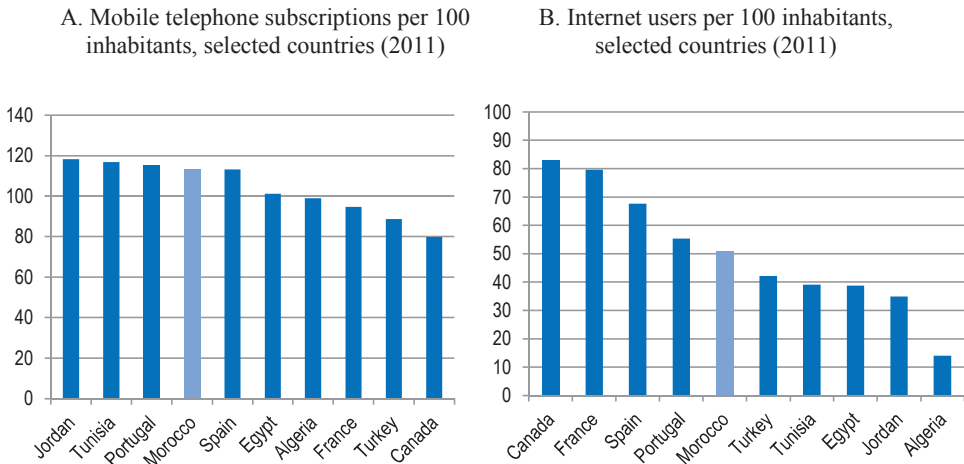 A. Mobile telephone subscriptions per 100
inhabitants, selected countries (2011)
140
120
100
80
60
40
20
0
Jordan
Tunisia
Portugal
Morocco
Spain
Egypt
Algeria
France
Turkey
Canada
B. Internet users per 100 inhabitants,
selected countries (2011)
100
90
80
70
60
50
40
30
20
10
0
Canada
France
Spain
Portugal
Morocco
Turkey
Tunisia
Egypt
Jordan
Algeria